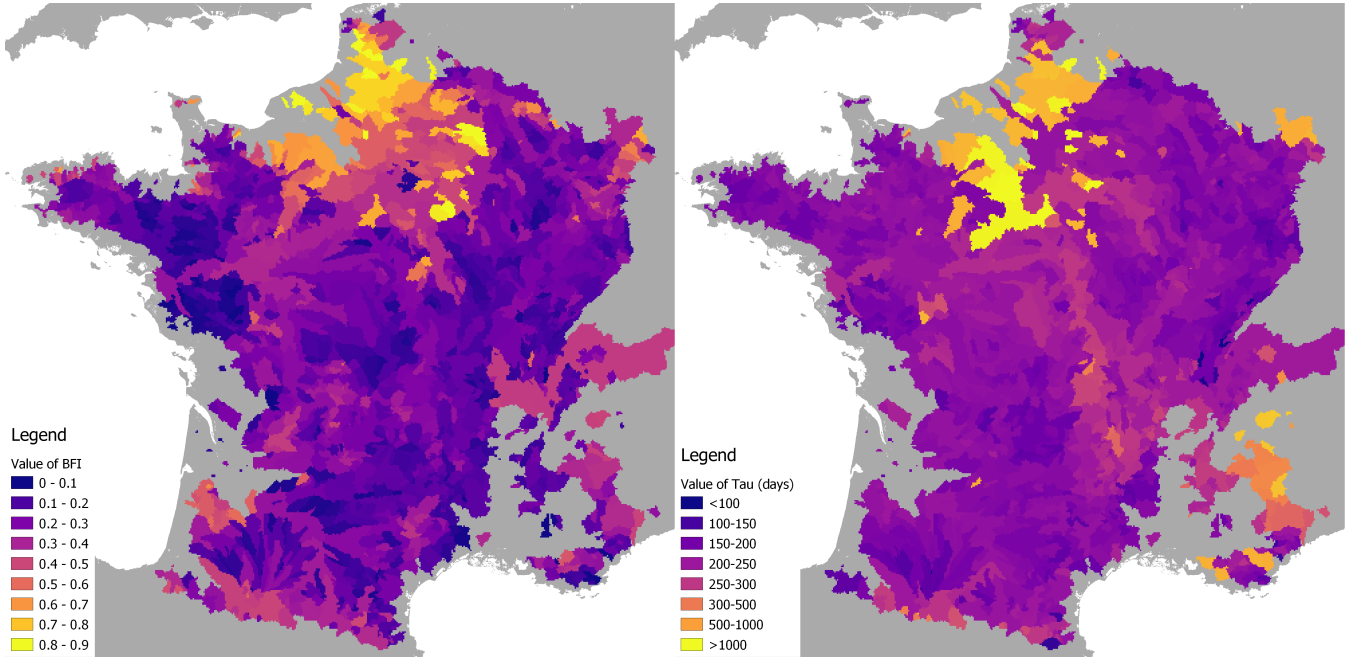 Legend
Value of BFI
0 - 0.1
0.1 - 0.2
0.2 - 0.3
0.3 - 0.4
0.4 - 0.5
0.5 - 0.6
0.6 - 0.7
0.7 - 0.8
0.8 - 0.9
Legend
Value of Tau (days)
<100
100-150
150-200
200-250
250-300
300-500
500-1000
>1000